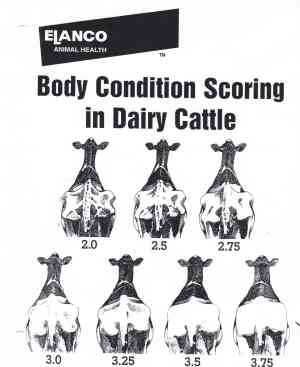 ELANCO
ANIMAL HEALTH
TM
Body Condition Scoring
in Dairy Cattle
2.0 2.5 2.75
3.0 3.25 3.5 3.75